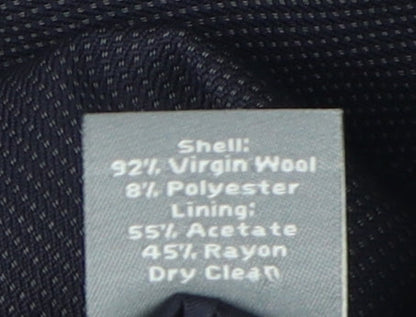 Shell:
92% Virgin Wool
8% Polyester
Lining:
55% Acetate
45% Rayon
Dry Clean